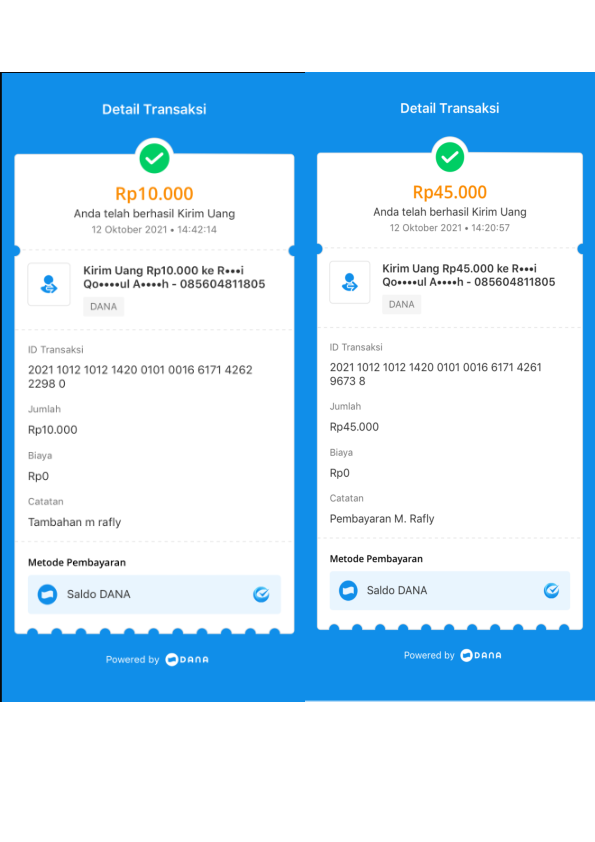 Detail Transaksi
Rp10.000
Anda telah berhasil Kirim Uang
12 Oktober 2021 • 14:42:14
Kirim Uang Rp10.000 ke R•••i
Qo••••ul A••••h - 085604811805
DANA
ID Transaksi
2021 1012 1012 1420 0101 0016 6171 4262
2298 0
Jumlah
Rp10.000
Biaya
Rp0
Catatan
Tambahan m rafly
Metode Pembayaran
Saldo DANA
Powered by DANA
Detail Transaksi
Rp45.000
Anda telah berhasil Kirim Uang
12 Oktober 2021 • 14:20:57
Kirim Uang Rp45.000 ke R•••i
Qo••••ul A••••h - 085604811805
DANA
ID Transaksi
2021 1012 1012 1420 0101 0016 6171 4261
9673 8
Jumlah
Rp45.000
Biaya
Rp0
Catatan
Pembayaran M. Rafly
Metode Pembayaran
Saldo DANA
Powered by DANA